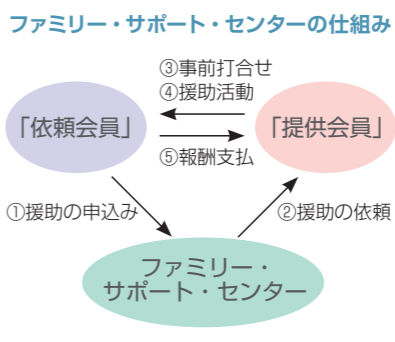 ファミリー・サポート・センターの仕組み
③事前打合せ
④援助活動
「依頼会員」
「提供会員」
⑤報酬支払
①援助の申込み
②援助の依頼
ファミリー・
サポート・センター